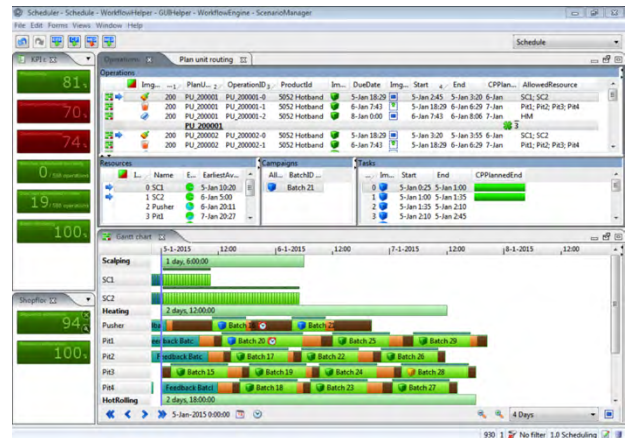 Scheduler - Schedule - WorkflowHelper - GUIHelper - WorkflowEngine - ScenarioManager
File Edit Forms Views Window Help
Schedule
KPIs
Operations
Plan unit routing
81
70
74
0
19
100
Operations
Img... PlanU... OperationID ProductId Im... DueDate Img... Start End CPPlan... AllowedResource
200 PU_200001 PU_200001-0 5052 Hotband 5-Jan 18:29 5-Jan 2:45 5-Jan 3:20 6-Jan SC1; SC2
200 PU_200001 PU_200001-1 5052 Hotband 6-Jan 7:43 5-Jan 18:29 6-Jan 6:29 6-Jan Pit1; Pit2; Pit3; Pit4
200 PU_200001 PU_200001-2 5052 Hotband 8-Jan 0:00 6-Jan 7:43 6-Jan 8:06 7-Jan HM
PU_200001
3
200 PU_200002 PU_200002-0 5052 Hotband 5-Jan 18:29 5-Jan 3:20 5-Jan 3:55 6-Jan SC1; SC2
200 PU_200002 PU_200002-1 5052 Hotband 6-Jan 7:43 5-Jan 18:29 6-Jan 6:29 6-Jan Pit1; Pit2; Pit3; Pit4
Resources
I... Name E... EarliestAv...
0 SC1 5-Jan 10:20
1 SC2 6-Jan 5:00
2 Pusher 6-Jan 20:11
3 Pit1 7-Jan 20:27
Campaigns
All... BatchID ...
Batch 21
Tasks
... Im... Start End CPPlannedEnd
0 5-Jan 0:25 5-Jan 1:00
1 5-Jan 1:00 5-Jan 1:35
2 5-Jan 1:35 5-Jan 2:10
3 5-Jan 2:10 5-Jan 2:45
Gantt chart
5-1-2015 12:00 6-1-2015 12:00 7-1-2015 12:00 8-1-2015 12:00
Scalping 1 day, 6:00:00
SC1
SC2
Heating 2 days, 12:00:00
Pusher Batch Batch
Pit1 Batch 20 Batch 25 Batch 29
Pit2 Feedback Batc Batch 17 Batch 22 Batch 26
Pit3 Batch 15 Batch 19 Batch 24 Batch 28
Pit4 Feedback Batc Batch 18 Batch 23 Batch 27
HotRolling 2 days, 18:00:00
Shopfloor
94
100
5-Jan-2015 0:00:00
4 Days
930 1 No filter 1.0 Scheduling